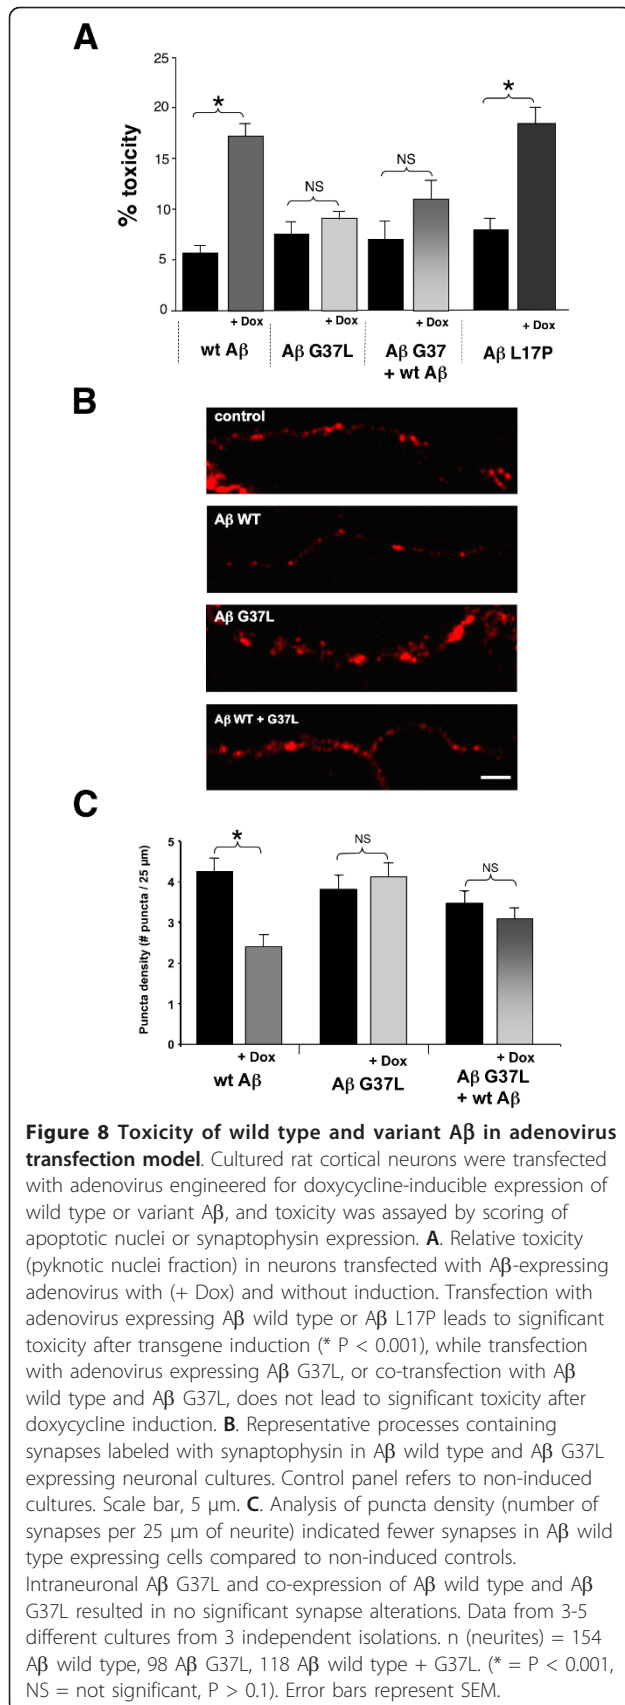 A
25
20
15
10
5
0
% toxicity
*
NS
NS
*
+ Dox
+ Dox
+ Dox
+ Dox
wt Aβ
Aβ G37L
Aβ G37
+ wt Aβ
Aβ L17P
B
control
Aβ WT
Aβ G37L
Aβ WT + G37L
C
5
4
3
2
1
0
Puncta density (# puncta / 25 µm)
*
NS
NS
+ Dox
+ Dox
+ Dox
wt Aβ
Aβ G37L
Aβ G37L
+ wt Aβ
Figure 8 Toxicity of wild type and variant Aβ in adenovirus
transfection model. Cultured rat cortical neurons were transfected
with adenovirus engineered for doxycycline-inducible expression of
wild type or variant Aβ, and toxicity was assayed by scoring of
apoptotic nuclei or synaptophysin expression. A. Relative toxicity
(pyknotic nuclei fraction) in neurons transfected with Aβ-expressing
adenovirus with (+ Dox) and without induction. Transfection with
adenovirus expressing Aβ wild type or Aβ L17P leads to significant
toxicity after transgene induction (* P < 0.001), while transfection
with adenovirus expressing Aβ G37L, or co-transfection with Aβ
wild type and Aβ G37L, does not lead to significant toxicity after
doxycycline induction. B. Representative processes containing
synapses labeled with synaptophysin in Aβ wild type and Aβ G37L
expressing neuronal cultures. Control panel refers to non-induced
cultures. Scale bar, 5 µm. C. Analysis of puncta density (number of
synapses per 25 µm of neurite) indicated fewer synapses in Aβ wild
type expressing cells compared to non-induced controls.
Intraneuronal Aβ G37L and co-expression of Aβ wild type and Aβ
G37L resulted in no significant synapse alterations. Data from 3-5
different cultures from 3 independent isolations. n (neurites) = 154
Aβ wild type, 98 Aβ G37L, 118 Aβ wild type + G37L. (* = P < 0.001,
NS = not significant, P > 0.1). Error bars represent SEM.